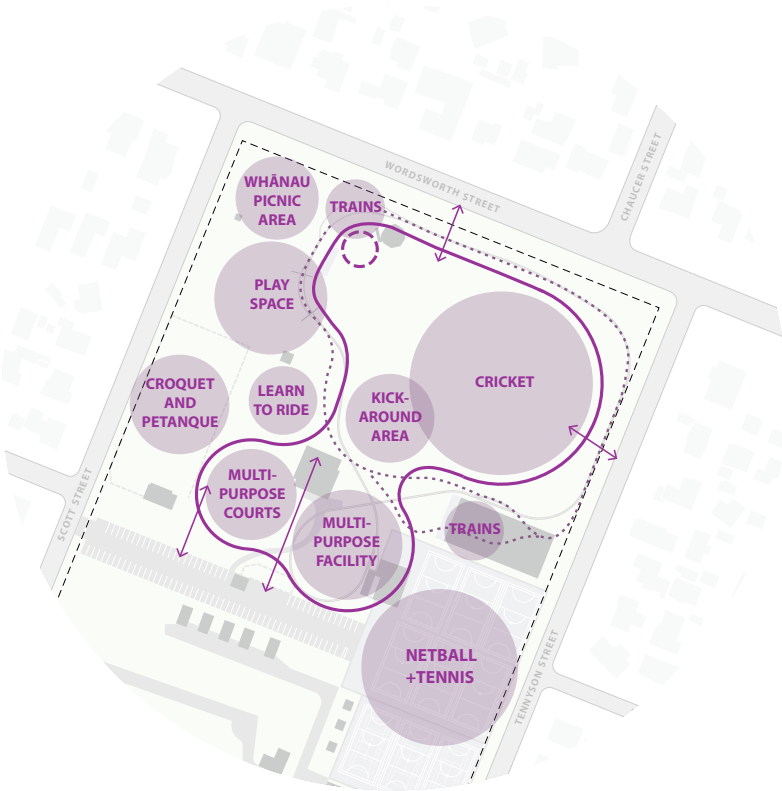 WORDSWORTH STREET
CHAUCER STREET
WHĀNAU
PICNIC
AREA
TRAINS
PLAY
SPACE
CRICKET
CROQUET
AND
PETANQUE
LEARN
TO RIDE
KICK-
AROUND
AREA
SCOTT STREET
MULTI-
PURPOSE
COURTS
MULTI-
PURPOSE
FACILITY
TRAINS
NETBALL
+TENNIS
TENNYSON STREET